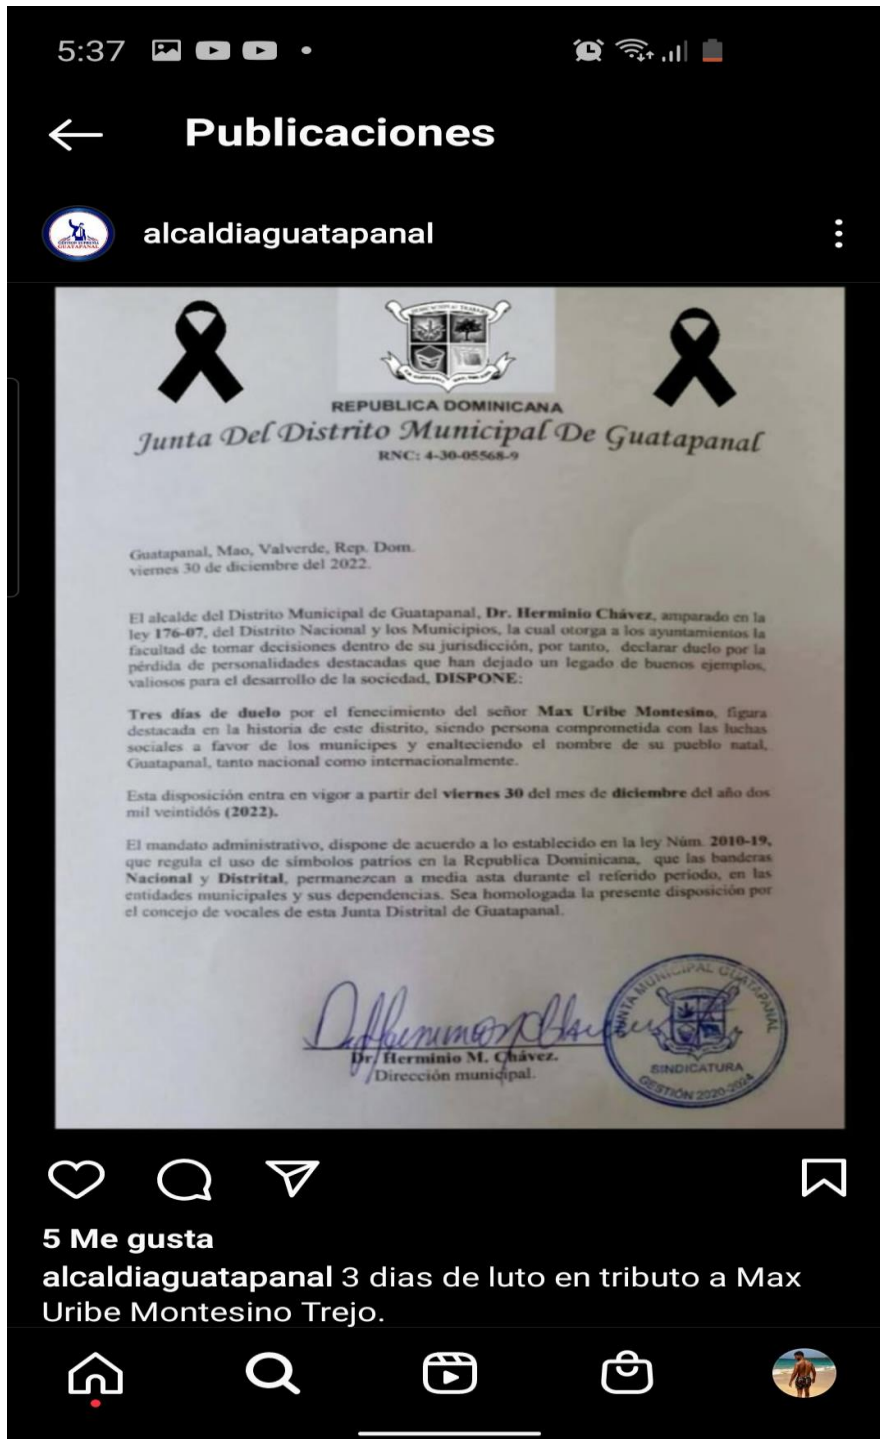 5:37
Publicaciones
alcaldiaguatapanal
REPUBLICA DOMINICANA
Junta Del Distrito Municipal De Guatapanal
RNC: 4-30-05568-9
Guatapanal, Mao, Valverde, Rep. Dom.
viernes 30 de diciembre del 2022.
El alcalde del Distrito Municipal de Guatapanal, Dr. Herminio Chávez, amparado en la
ley 176-07, del Distrito Nacional y los Municipios, la cual otorga a los ayuntamientos la
facultad de tomar decisiones dentro de su jurisdicción, por tanto, declarar duelo por la
pérdida de personalidades destacadas que han dejado un legado de buenos ejemplos,
valiosos para el desarrollo de la sociedad, DISPONE:
Tres días de duelo por el fenecimiento del señor Max Uribe Montesino, figura
destacada en la historia de este distrito, siendo persona comprometida con las luchas
sociales a favor de los munícipes y enalteciendo el nombre de su pueblo natal,
Guatapanal, tanto nacional como internacionalmente.
Esta disposición entra en vigor a partir del viernes 30 del mes de diciembre del año dos
mil veintidós (2022).
El mandato administrativo, dispone de acuerdo a lo establecido en la ley Núm. 2010-19,
que regula el uso de símbolos patrios en la Republica Dominicana, que las banderas
Nacional y Distrital, permanezcan a media asta durante el referido periodo, en las
entidades municipales y sus dependencias. Sea homologada la presente disposición por
el concejo de vocales de esta Junta Distrital de Guatapanal.
Dr. Herminio M. Chávez.
Dirección municipal.
JUNTA MUNICIPAL GUATAPANAL
SINDICATURA
GESTIÓN 2020-2024
5 Me gusta
alcaldiaguatapanal 3 dias de luto en tributo a Max
Uribe Montesino Trejo.